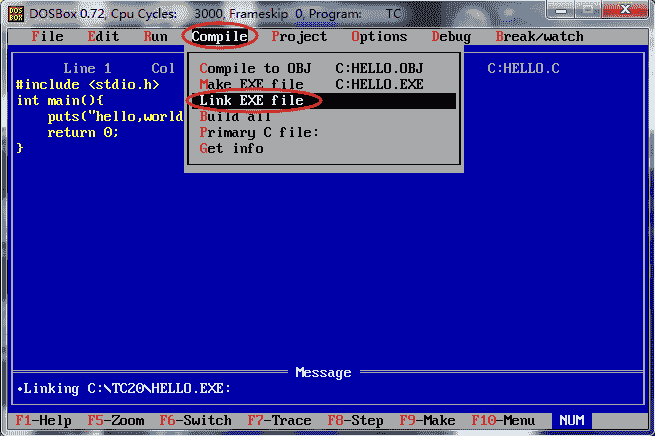 DOS BOX DOSBox 0.72, Cpu Cycles: 3000, Frameskip 0, Program: TC
File Edit Run Compile Project Options Debug Break/watch
Line 1 Col C:HELLO.C
#include <stdio.h>
int main(){
puts("hello,world
return 0;
}
Compile to OBJ C:HELLO.OBJ
Make EXE file C:HELLO.EXE
Link EXE file
Build all
Primary C file:
Get info
Message
•Linking C:\TC20\HELLO.EXE:
F1-Help F5-Zoom F6-Switch F7-Trace F8-Step F9-Make F10-Menu NUM